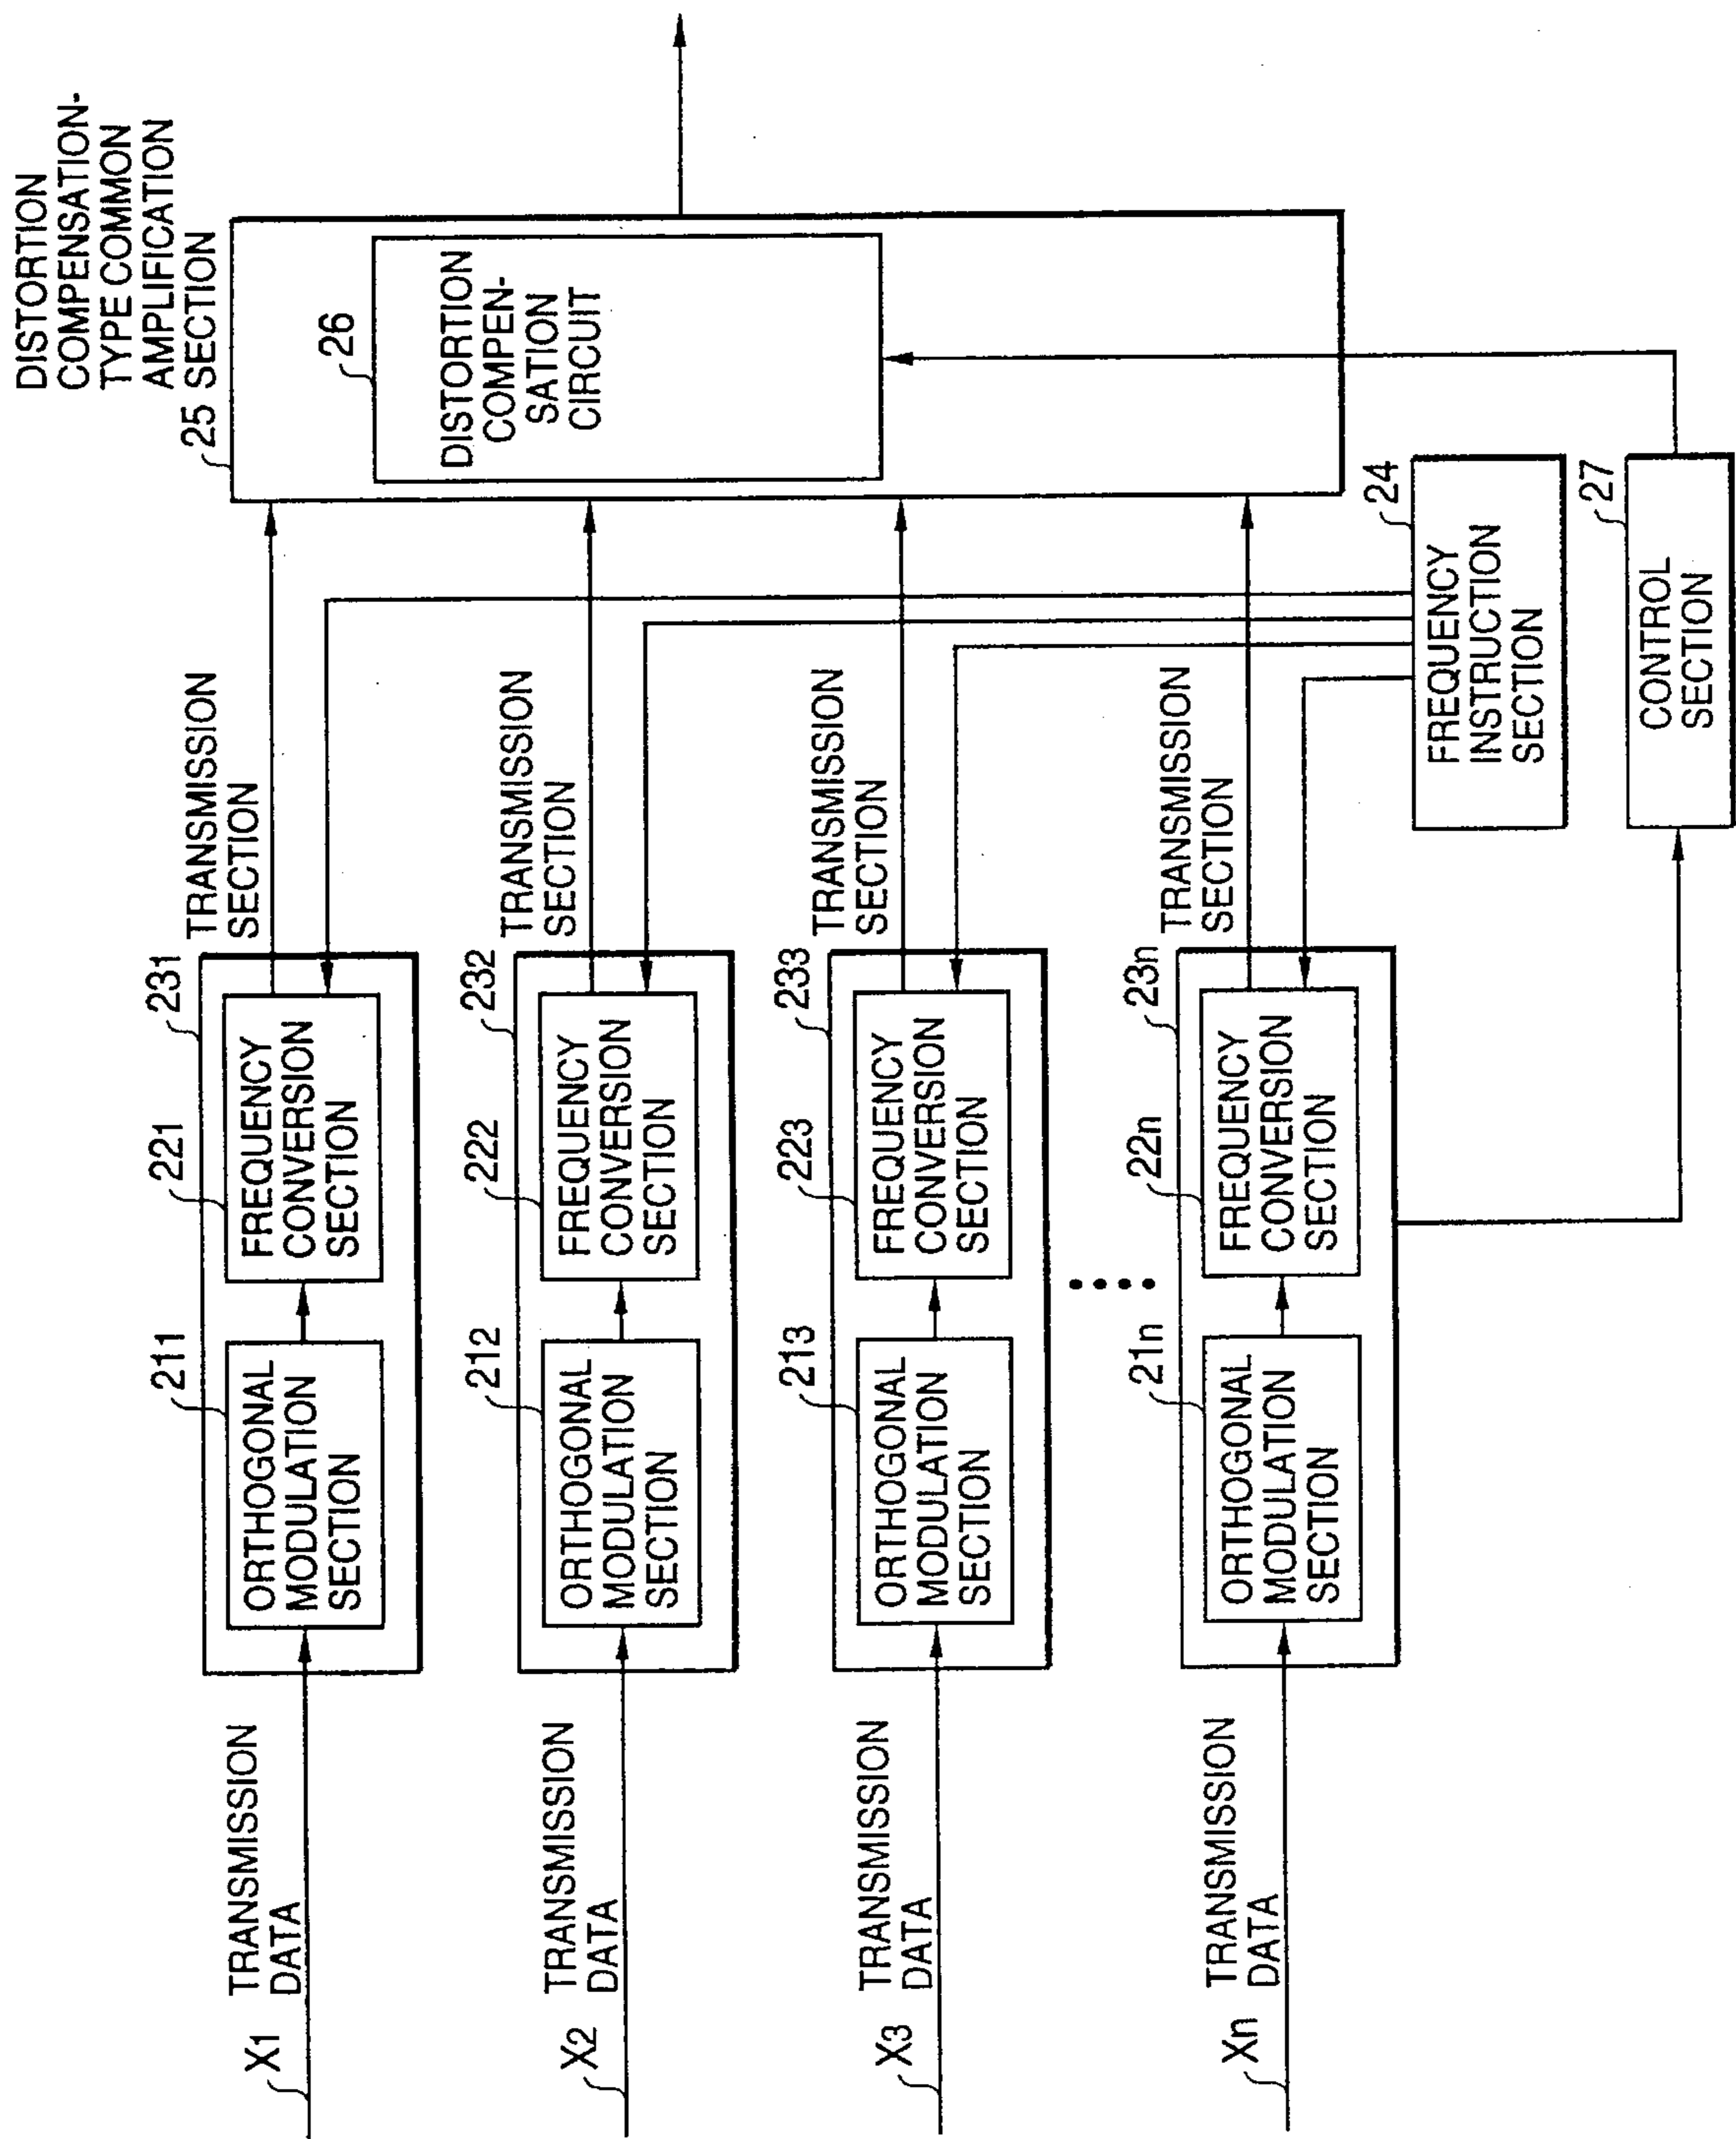 DISTORTION
COMPENSATION-
TYPE COMMON
AMPLIFICATION
SECTION
25
26
DISTORTION
COMPEN-
SATION
CIRCUIT
TRANSMISSION
SECTION
231
221
FREQUENCY
CONVERSION
SECTION
211
ORTHOGONAL
MODULATION
SECTION
TRANSMISSION
DATA
X1
TRANSMISSION
SECTION
232
222
FREQUENCY
CONVERSION
SECTION
212
ORTHOGONAL
MODULATION
SECTION
TRANSMISSION
DATA
X2
TRANSMISSION
SECTION
233
223
FREQUENCY
CONVERSION
SECTION
213
ORTHOGONAL
MODULATION
SECTION
TRANSMISSION
DATA
X3
TRANSMISSION
SECTION
23n
22n
FREQUENCY
CONVERSION
SECTION
21n
ORTHOGONAL
MODULATION
SECTION
TRANSMISSION
DATA
Xn
24
FREQUENCY
INSTRUCTION
SECTION
27
CONTROL
SECTION